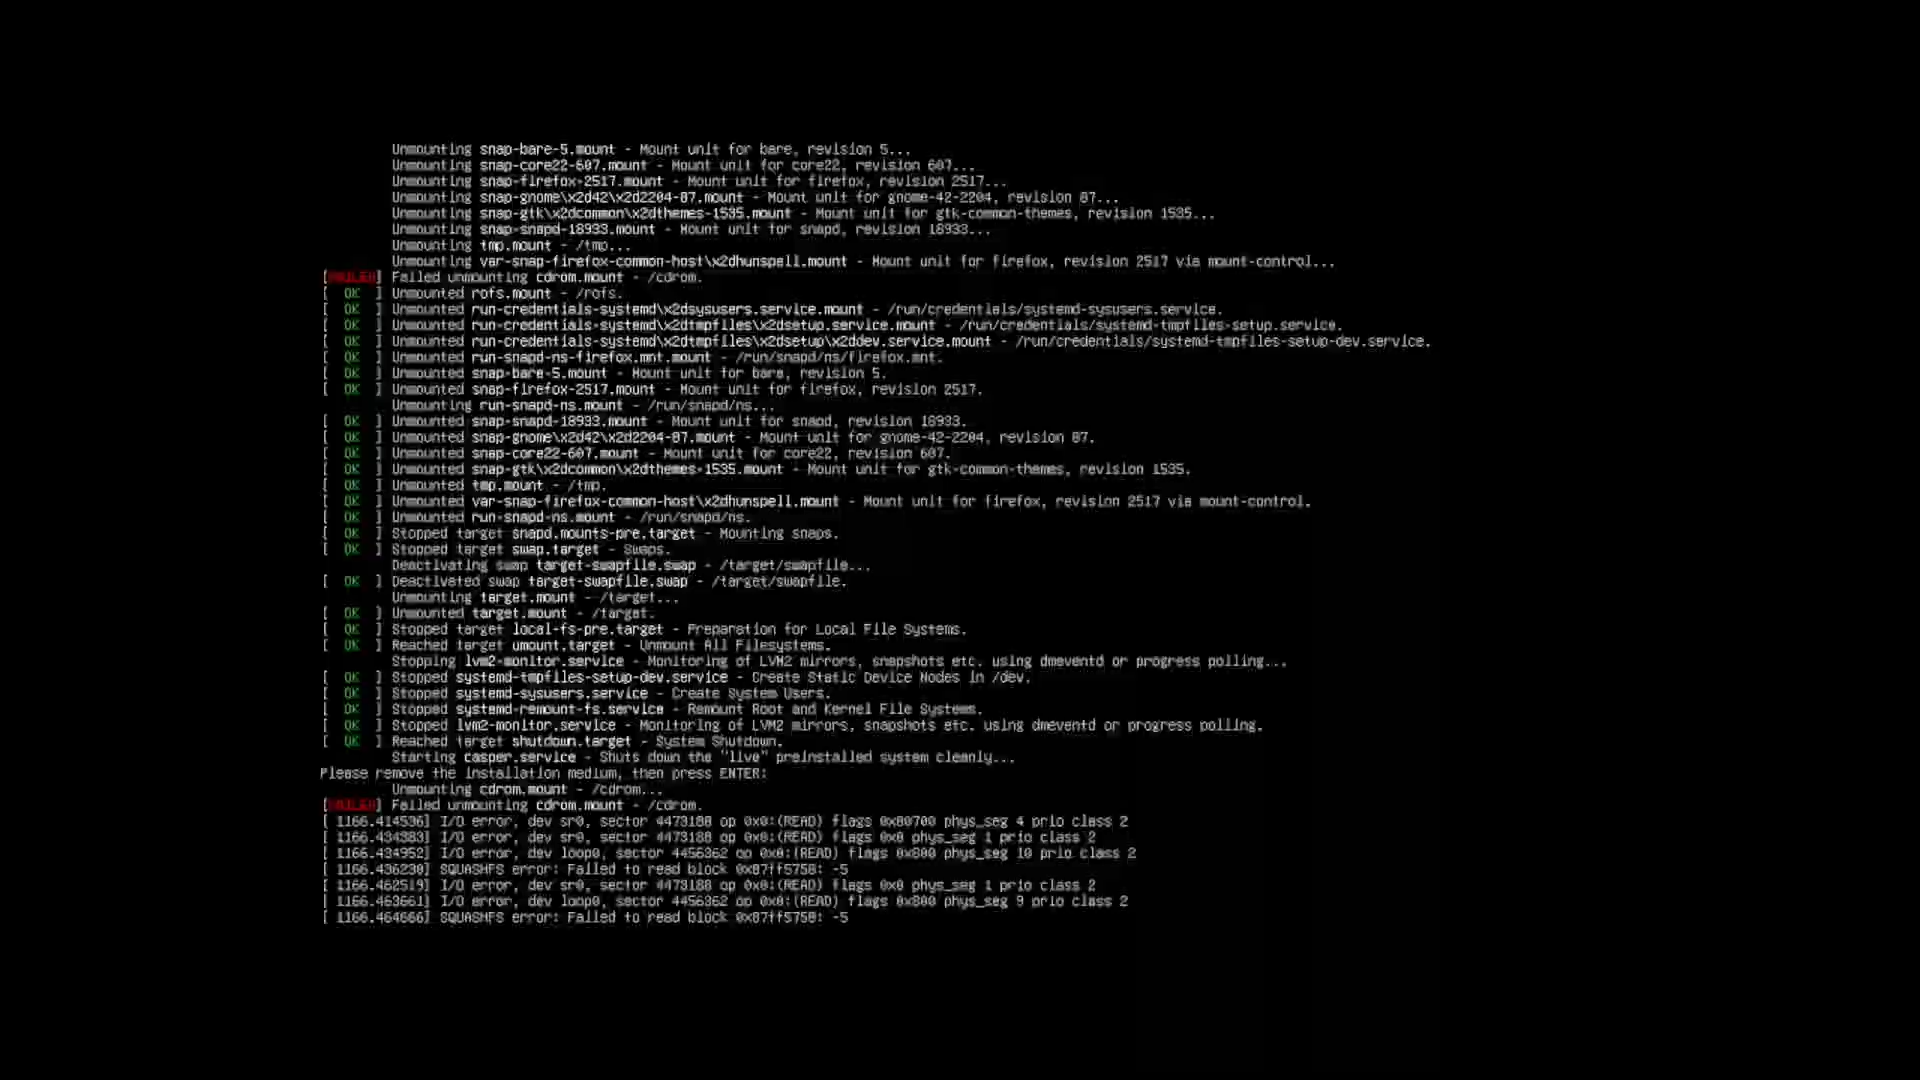 Unmounting snap-bare-5.mount - Mount unit for bare, revision 5...
Unmounting snap-core22-607.mount - Mount unit for core22, revision 607...
Unmounting snap-firefox-2517.mount - Mount unit for firefox, revision 2517...
Unmounting snap-gnome\x2d42\x2d2204-87.mount - Mount unit for gnome-42-2204, revision 87...
Unmounting snap-gtk\x2dcommon\x2dthemes-1535.mount - Mount unit for gtk-common-themes, revision 1535...
Unmounting snap-snapd-18933.mount - Mount unit for snapd, revision 18933...
Unmounting tmp.mount - /tmp...
Unmounting var-snap-firefox-common-host\x2dhunspell.mount - Mount unit for firefox, revision 2517 via mount-control...
[FAILED] Failed unmounting cdrom.mount - /cdrom.
[  OK  ] Unmounted rofs.mount - /rofs.
[  OK  ] Unmounted run-credentials-systemd\x2dsysusers.service.mount - /run/credentials/systemd-sysusers.service.
[  OK  ] Unmounted run-credentials-systemd\x2dtmpfiles\x2dsetup.service.mount - /run/credentials/systemd-tmpfiles-setup.service.
[  OK  ] Unmounted run-credentials-systemd\x2dtmpfiles\x2dsetup\x2ddev.service.mount - /run/credentials/systemd-tmpfiles-setup-dev.service.
[  OK  ] Unmounted run-snapd-ns-firefox.mnt.mount - /run/snapd/ns/firefox.mnt.
[  OK  ] Unmounted snap-bare-5.mount - Mount unit for bare, revision 5.
[  OK  ] Unmounted snap-firefox-2517.mount - Mount unit for firefox, revision 2517.
Unmounting run-snapd-ns.mount - /run/snapd/ns...
[  OK  ] Unmounted snap-snapd-18933.mount - Mount unit for snapd, revision 18933.
[  OK  ] Unmounted snap-gnome\x2d42\x2d2204-87.mount - Mount unit for gnome-42-2204, revision 87.
[  OK  ] Unmounted snap-core22-607.mount - Mount unit for core22, revision 607.
[  OK  ] Unmounted snap-gtk\x2dcommon\x2dthemes-1535.mount - Mount unit for gtk-common-themes, revision 1535.
[  OK  ] Unmounted tmp.mount - /tmp.
[  OK  ] Unmounted var-snap-firefox-common-host\x2dhunspell.mount - Mount unit for firefox, revision 2517 via mount-control.
[  OK  ] Unmounted run-snapd-ns.mount - /run/snapd/ns.
[  OK  ] Stopped target snapd.mounts-pre.target - Mounting snaps.
[  OK  ] Stopped target swap.target - Swaps.
Deactivating swap target-swapfile.swap - /target/swapfile...
[  OK  ] Deactivated swap target-swapfile.swap - /target/swapfile.
Unmounting target.mount - /target...
[  OK  ] Unmounted target.mount - /target.
[  OK  ] Stopped target local-fs-pre.target - Preparation for Local File Systems.
[  OK  ] Reached target umount.target - Unmount All Filesystems.
Stopping lvm2-monitor.service - Monitoring of LVM2 mirrors, snapshots etc. using dmeventd or progress polling...
[  OK  ] Stopped systemd-tmpfiles-setup-dev.service - Create Static Device Nodes in /dev.
[  OK  ] Stopped systemd-sysusers.service - Create System Users.
[  OK  ] Stopped systemd-remount-fs.service - Remount Root and Kernel File Systems.
[  OK  ] Stopped lvm2-monitor.service - Monitoring of LVM2 mirrors, snapshots etc. using dmeventd or progress polling.
[  OK  ] Reached target shutdown.target - System Shutdown.
Starting casper.service - Shuts down the "live" preinstalled system cleanly...
Please remove the installation medium, then press ENTER:
Unmounting cdrom.mount - /cdrom...
[FAILED] Failed unmounting cdrom.mount - /cdrom.
[ 1166.414536] I/O error, dev sr0, sector 4473188 op 0x0:(READ) flags 0x80700 phys_seg 4 prio class 2
[ 1166.434383] I/O error, dev sr0, sector 4473188 op 0x0:(READ) flags 0x0 phys_seg 1 prio class 2
[ 1166.434952] I/O error, dev loop0, sector 4456362 op 0x0:(READ) flags 0x800 phys_seg 10 prio class 2
[ 1166.436230] SQUASHFS error: Failed to read block 0x87ff5758: -5
[ 1166.462519] I/O error, dev sr0, sector 4473188 op 0x0:(READ) flags 0x0 phys_seg 1 prio class 2
[ 1166.463661] I/O error, dev loop0, sector 4456362 op 0x0:(READ) flags 0x800 phys_seg 9 prio class 2
[ 1166.464666] SQUASHFS error: Failed to read block 0x87ff5758: -5